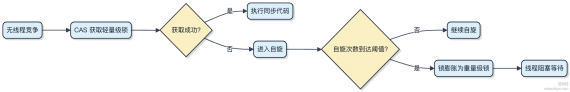 无线程竞争
CAS 获取轻量级锁
获取成功?
是
执行同步代码
否
进入自旋
自旋次数到达阈值?
否
继续自旋
是
锁膨胀为重量级锁
线程阻塞等待